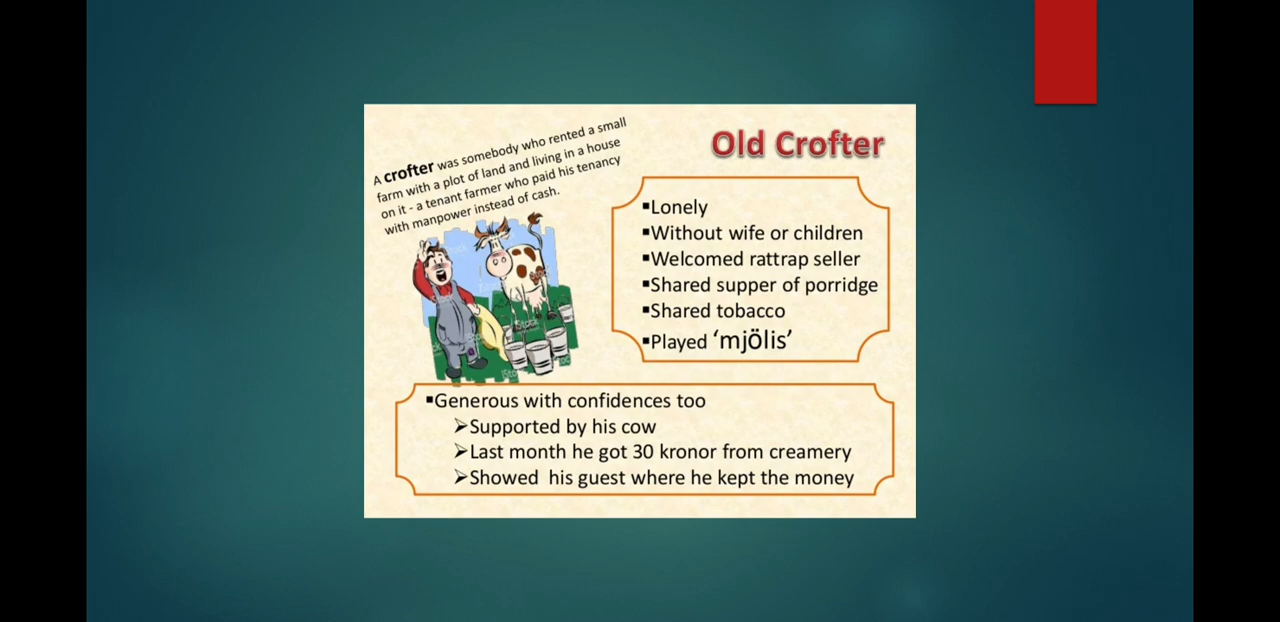 A crofter was somebody who rented a small
farm with a plot of land and living in a house
on it - a tenant farmer who paid his tenancy
with manpower instead of cash.
Old Crofter
▪Lonely
▪Without wife or children
▪Welcomed rattrap seller
▪Shared supper of porridge
▪Shared tobacco
▪Played ‘mjölis’
iStock
▪Generous with confidences too
➢Supported by his cow
➢Last month he got 30 kronor from creamery
➢Showed his guest where he kept the money